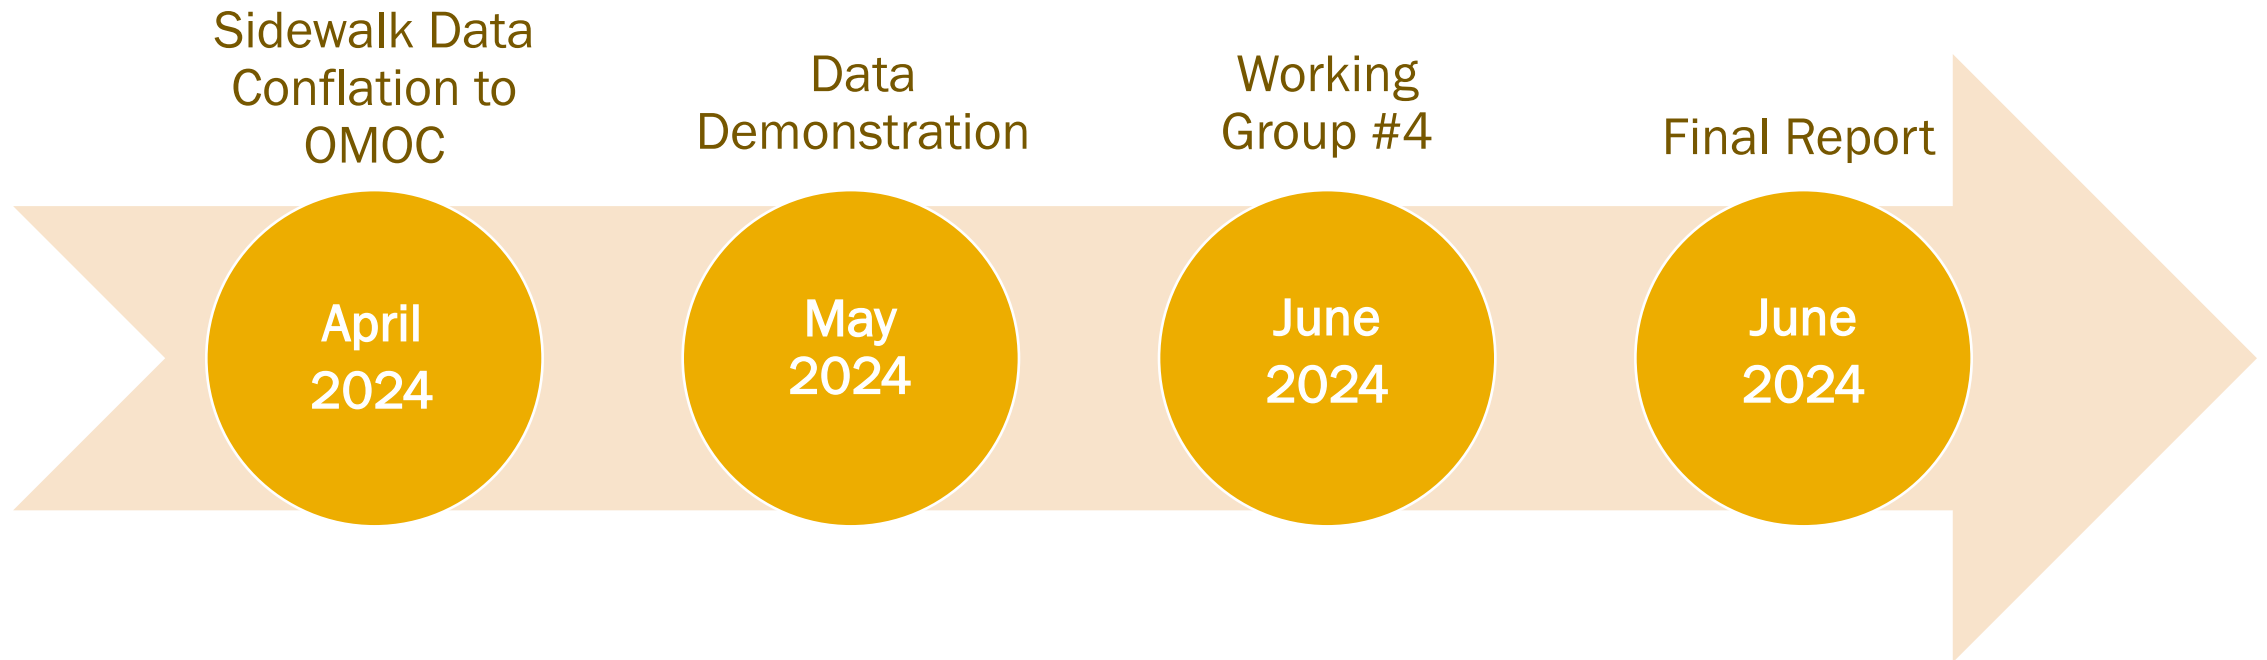 Sidewalk Data
Conflation to
OMOC
April
2024
Data
Demonstration
May
2024
Working
Group #4
June
2024
Final Report
June
2024